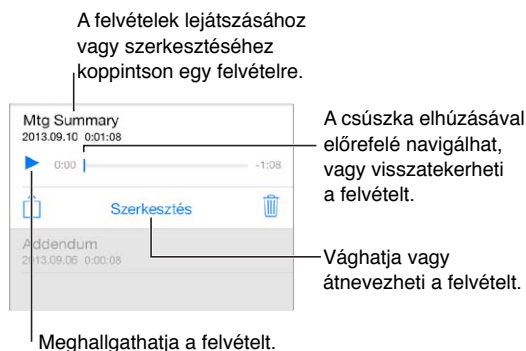 A felvételek lejátszásához
vagy szerkesztéséhez
koppintson egy felvételre.
Mtg Summary
2013.09.10 0:01:08
0:00 -1:08
Szerkesztés
Addendum
2013.09.06 0:00:08
A csúszka elhúzásával
előrefelé navigálhat,
vagy visszatekerheti
a felvételt.
Vághatja vagy
átnevezheti a felvételt.
Meghallgathatja a felvételt.